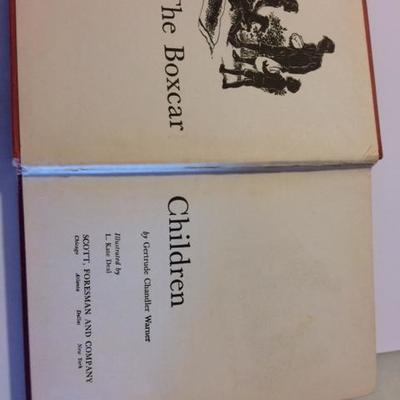 The Boxcar Children
by Gertrude Chandler Warner
Illustrated by
L. Kate Deal
SCOTT, FORESMAN AND COMPANY
Chicago Atlanta Dallas New York